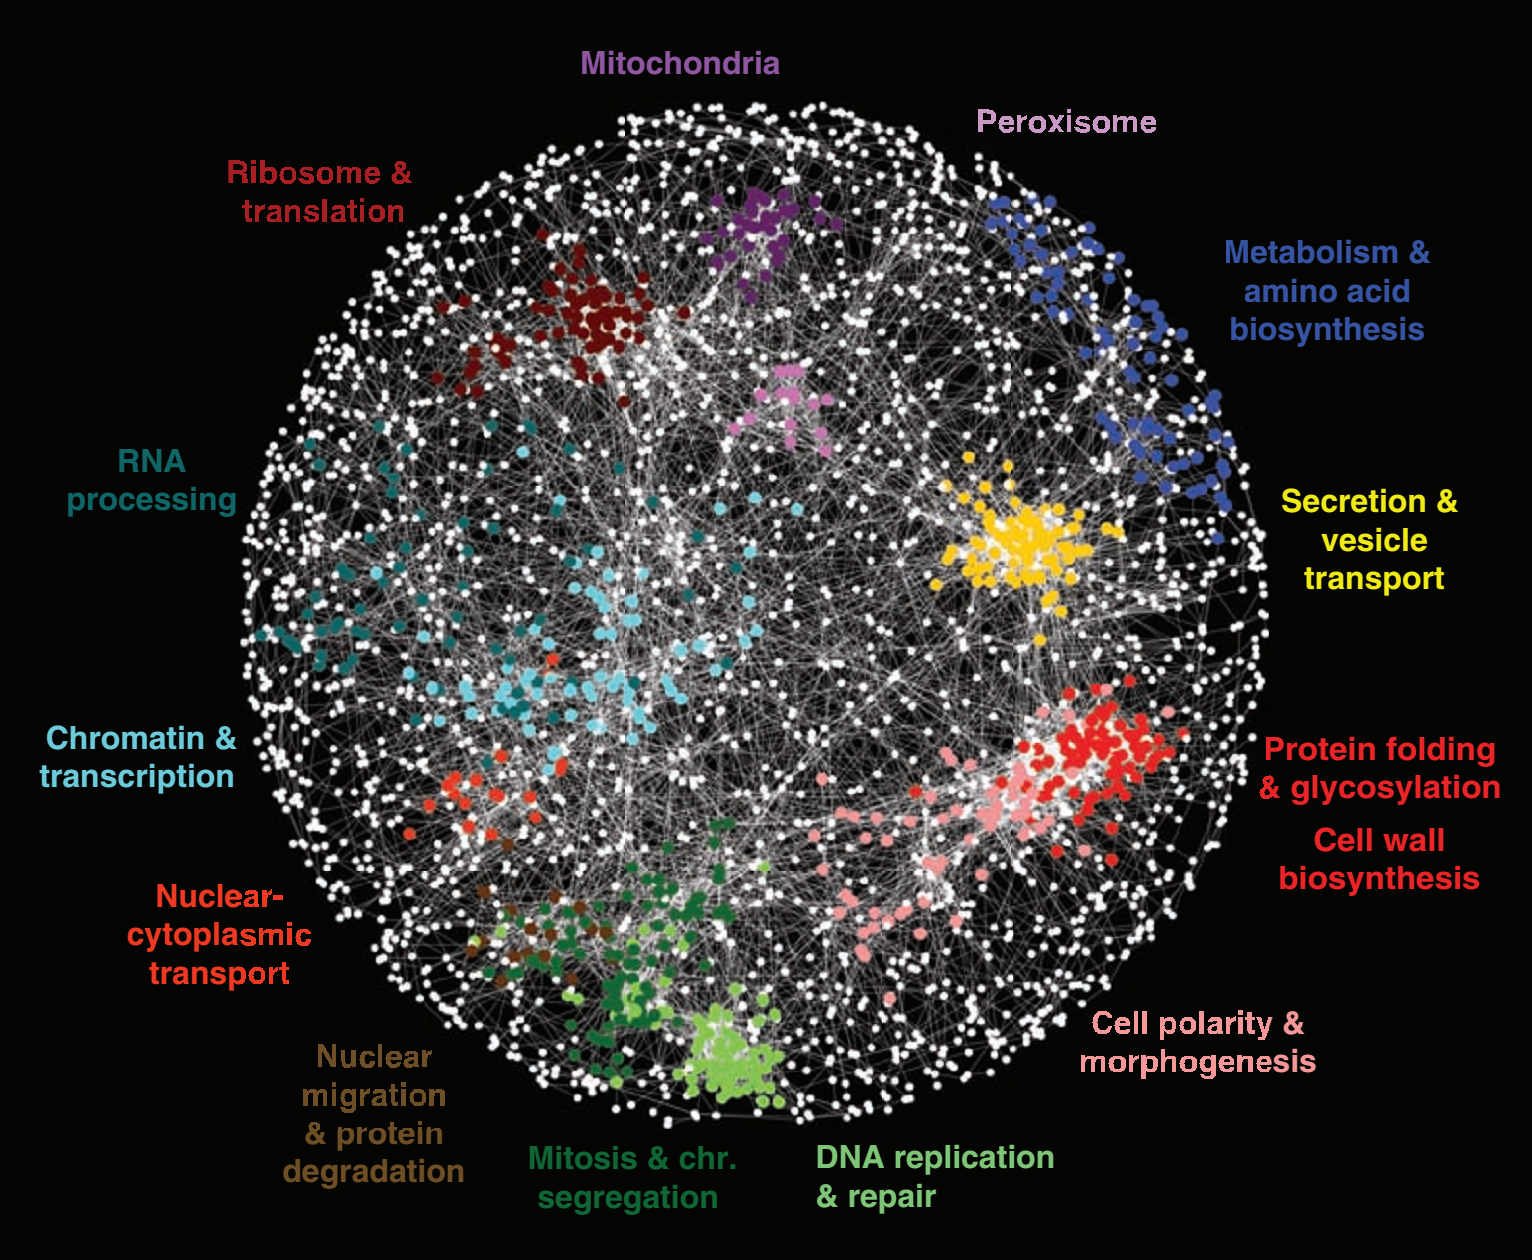 Mitochondria
Peroxisome
Ribosome &
translation
Metabolism &
amino acid
biosynthesis
RNA
processing
Secretion &
vesicle
transport
Chromatin &
transcription
Protein folding
& glycosylation
Cell wall
biosynthesis
Nuclear-
cytoplasmic
transport
Cell polarity &
morphogenesis
Nuclear
migration
& protein
degradation
Mitosis & chr.
segregation
DNA replication
& repair